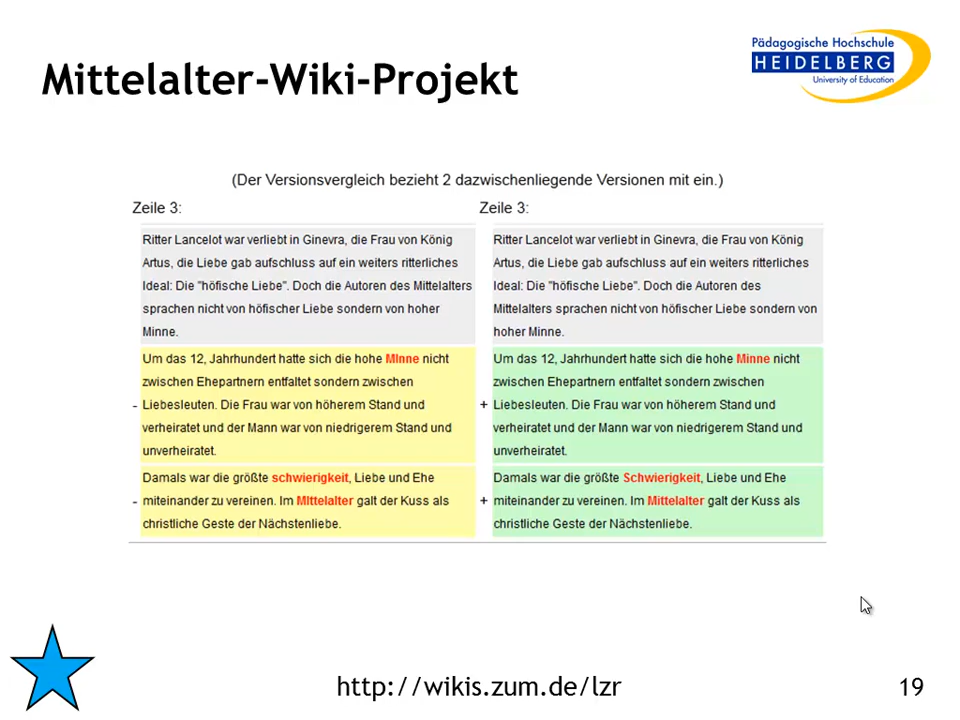 Mittelalter-Wiki-Projekt
Pädagogische Hochschule
HEIDELBERG
University of Education
(Der Versionsvergleich bezieht 2 dazwischenliegende Versionen mit ein.)
Zeile 3:
Ritter Lancelot war verliebt in Ginevra, die Frau von König
Artus, die Liebe gab aufschluss auf ein weiters ritterliches
Ideal: Die "höfische Liebe". Doch die Autoren des Mittelalters
sprachen nicht von höfischer Liebe sondern von hoher
Minne.
- Um das 12, Jahrhundert hatte sich die hohe MInne nicht
zwischen Ehepartnern entfaltet sondern zwischen
Liebesleuten. Die Frau war von höherem Stand und
verheiratet und der Mann war von niedrigerem Stand und
unverheiratet.
- Damals war die größte schwierigkeit, Liebe und Ehe
miteinander zu vereinen. Im MIttelalter galt der Kuss als
christliche Geste der Nächstenliebe.
Zeile 3:
Ritter Lancelot war verliebt in Ginevra, die Frau von König
Artus, die Liebe gab aufschluss auf ein weiters ritterliches
Ideal: Die "höfische Liebe". Doch die Autoren des
Mittelalters sprachen nicht von höfischer Liebe sondern von
hoher Minne.
+ Um das 12, Jahrhundert hatte sich die hohe Minne nicht
zwischen Ehepartnern entfaltet sondern zwischen
Liebesleuten. Die Frau war von höherem Stand und
verheiratet und der Mann war von niedrigerem Stand und
unverheiratet.
+ Damals war die größte Schwierigkeit, Liebe und Ehe
miteinander zu vereinen. Im Mittelalter galt der Kuss als
christliche Geste der Nächstenliebe.
http://wikis.zum.de/lzr
19